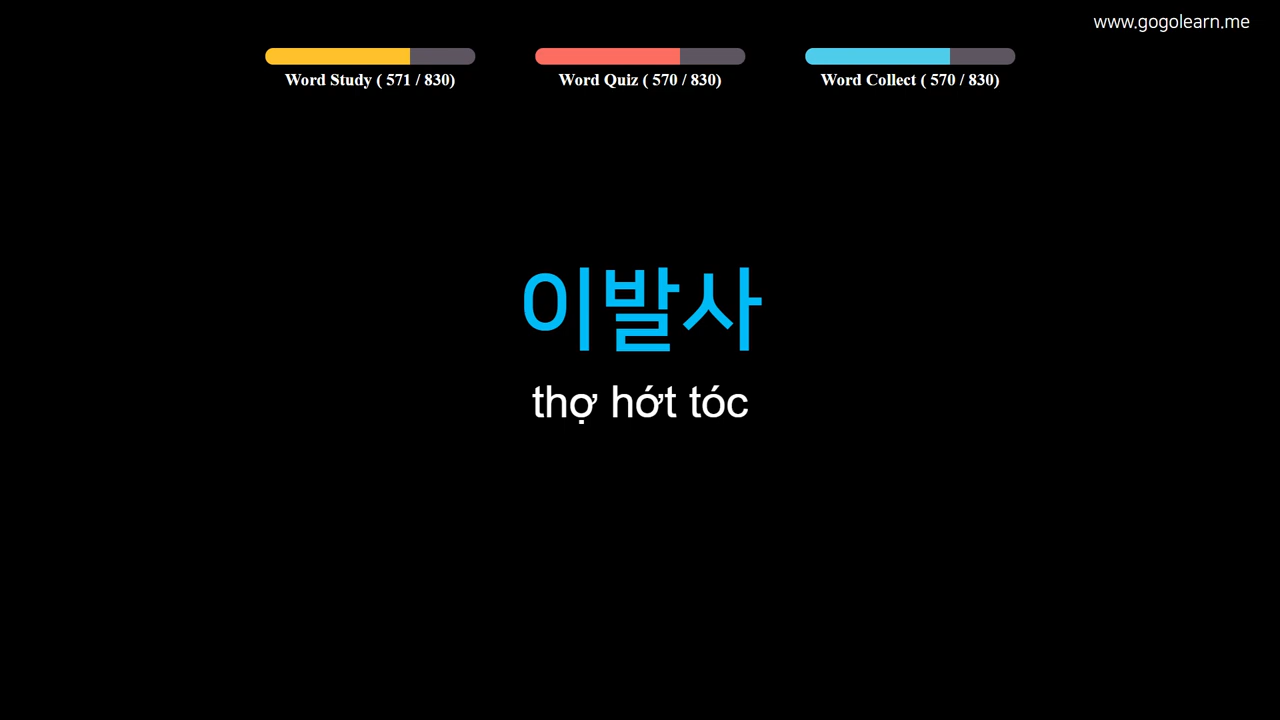 www.gogolearn.me
Word Study ( 571 / 830)
Word Quiz ( 570 / 830)
Word Collect ( 570 / 830)
이발사
thợ hớt tóc